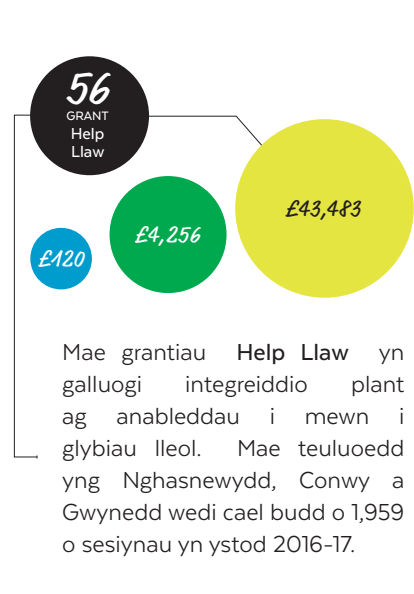 56
GRANT
Help
Llaw
£43,483
£4,256
£120
Mae grantiau Help Llaw yn
galluogi integreiddio plant
ag anableddau i mewn i
glybiau lleol. Mae teuluoedd
yng Nghasnewydd, Conwy a
Gwynedd wedi cael budd o 1,959
o sesiynau yn ystod 2016-17.